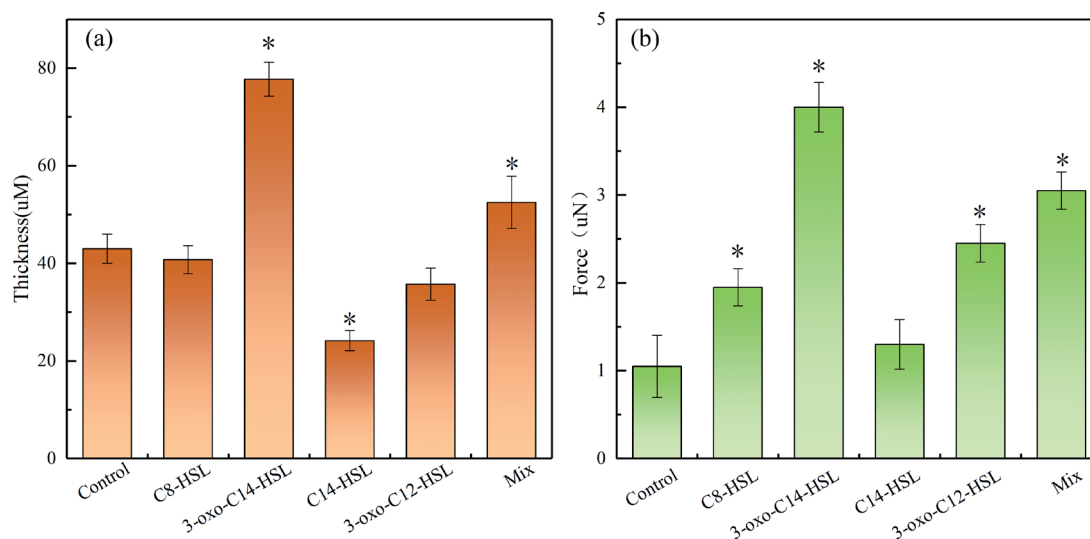 (a)
Thickness(uM)
80
60
40
20
0
*
*
*
Control
C8-HSL
3-oxo-C14-HSL
C14-HSL
3-oxo-C12-HSL
Mix
(b)
Force（uN）
5
4
3
2
1
0
*
*
*
*
Control
C8-HSL
3-oxo-C14-HSL
C14-HSL
3-oxo-C12-HSL
Mix